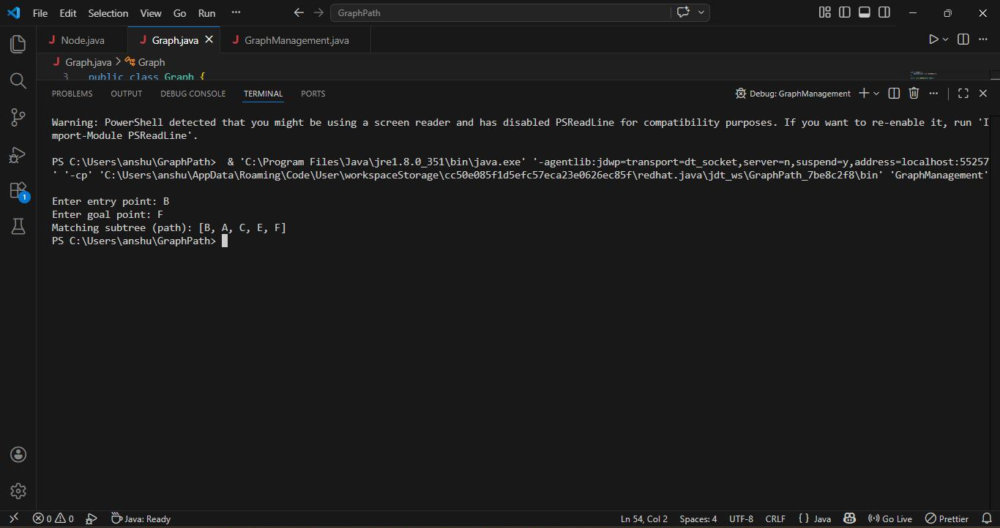 File Edit Selection View Go Run ···
GraphPath
J Node.java J Graph.java J GraphManagement.java
J Graph.java > Graph
3 public class Graph {
PROBLEMS OUTPUT DEBUG CONSOLE TERMINAL PORTS Debug: GraphManagement
Warning: PowerShell detected that you might be using a screen reader and has disabled PSReadLine for compatibility purposes. If you want to re-enable it, run 'I
mport-Module PSReadLine'.
PS C:\Users\anshu\GraphPath>  & 'C:\Program Files\Java\jre1.8.0_351\bin\java.exe' '-agentlib:jdwp=transport=dt_socket,server=n,suspend=y,address=localhost:55257
' '-cp' 'C:\Users\anshu\AppData\Roaming\Code\User\workspaceStorage\cc50e085f1d5efc57eca23e0626ec85f\redhat.java\jdt_ws\GraphPath_7be8c2f8\bin' 'GraphManagement'
1
Enter entry point: B
Enter goal point: F
Matching subtree (path): [B, A, C, E, F]
PS C:\Users\anshu\GraphPath>
0 0 Java: Ready Ln 54, Col 2 Spaces: 4 UTF-8 CRLF { } Java Go Live Prettier